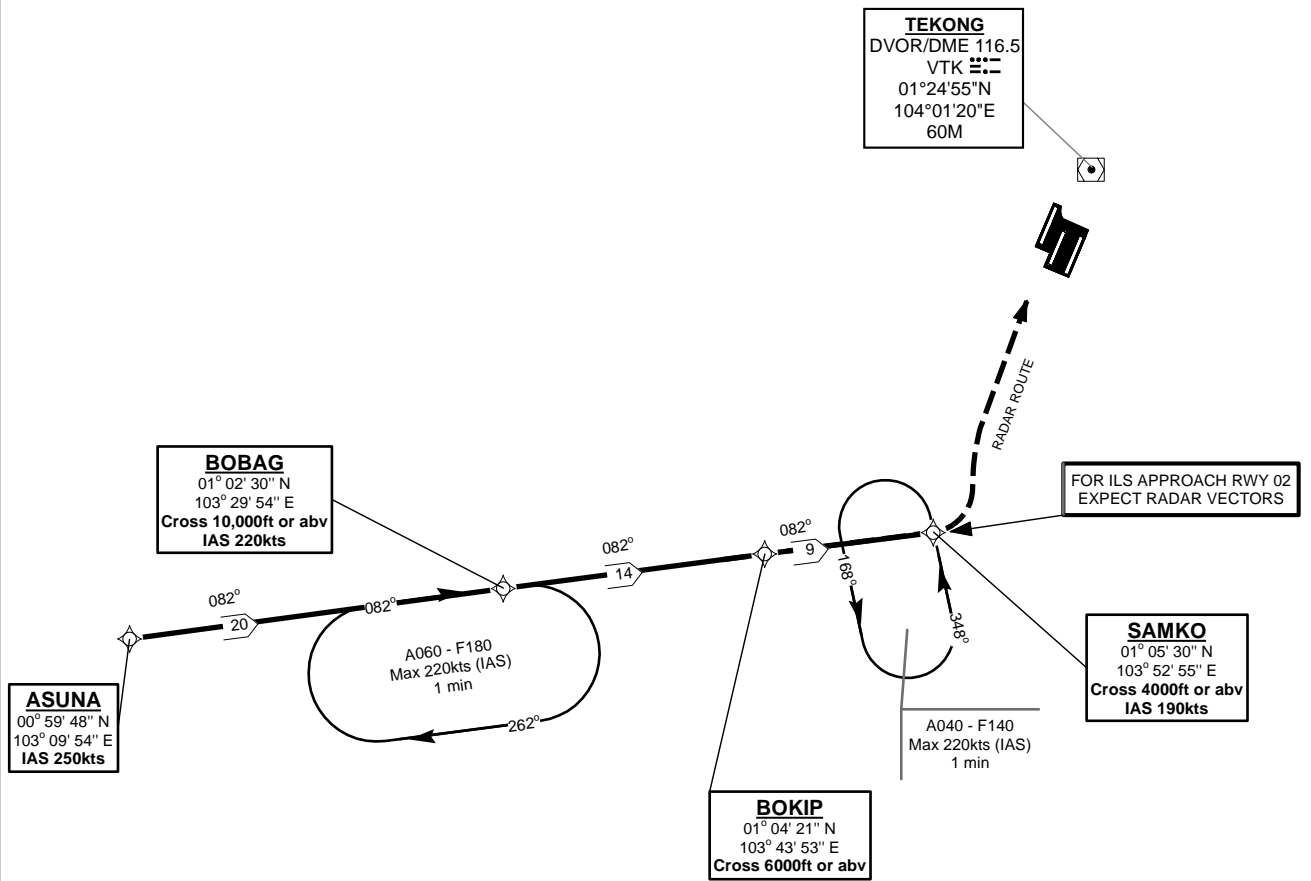 TEKONG
DVOR/DME 116.5
VTK
01°24'55"N
104°01'20"E
60M
RADAR ROUTE
BOBAG
01° 02' 30" N
103° 29' 54" E
Cross 10,000ft or abv
IAS 220kts
FOR ILS APPROACH RWY 02
EXPECT RADAR VECTORS
082°
9
082°
14
082°
20
082°
168°
348°
A060 - F180
Max 220kts (IAS)
1 min
262°
ASUNA
00° 59' 48" N
103° 09' 54" E
IAS 250kts
SAMKO
01° 05' 30" N
103° 52' 55" E
Cross 4000ft or abv
IAS 190kts
A040 - F140
Max 220kts (IAS)
1 min
BOKIP
01° 04' 21" N
103° 43' 53" E
Cross 6000ft or abv